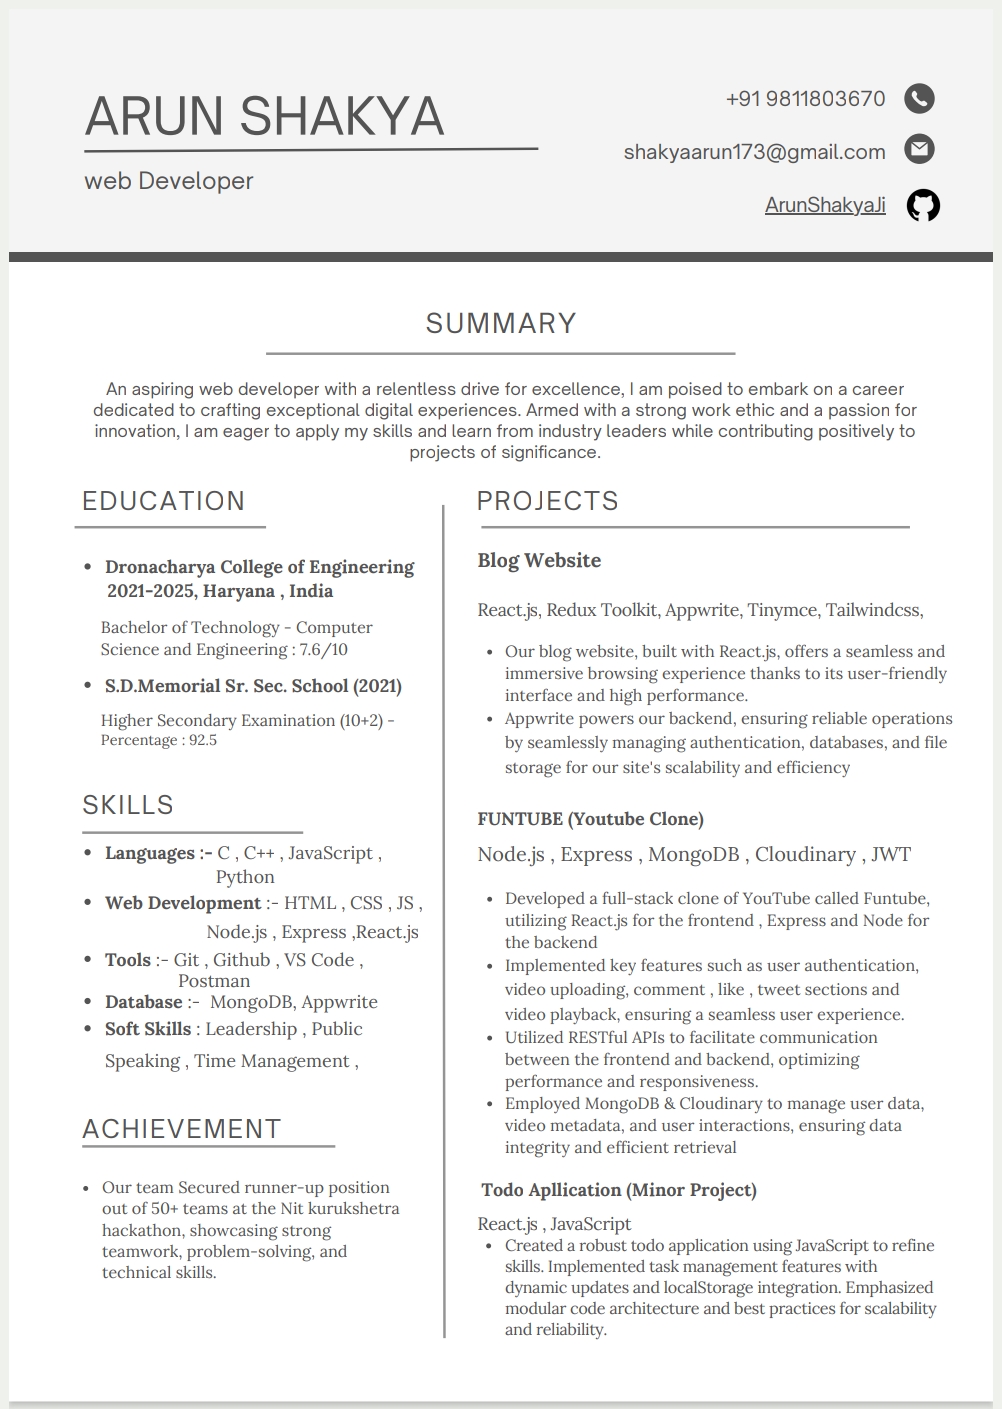 ARUN SHAKYA
web Developer
+91 9811803670
shakyaarun173@gmail.com
ArunShakyaJi
SUMMARY
An aspiring web developer with a relentless drive for excellence, I am poised to embark on a career
dedicated to crafting exceptional digital experiences. Armed with a strong work ethic and a passion for
innovation, I am eager to apply my skills and learn from industry leaders while contributing positively to
projects of significance.
EDUCATION
• Dronacharya College of Engineering
2021-2025, Haryana , India
Bachelor of Technology - Computer
Science and Engineering : 7.6/10
• S.D.Memorial Sr. Sec. School (2021)
Higher Secondary Examination (10+2) -
Percentage : 92.5
SKILLS
• Languages :- C , C++ , JavaScript ,
Python
• Web Development :- HTML , CSS , JS ,
Node.js , Express ,React.js
• Tools :- Git , Github , VS Code ,
Postman
• Database :- MongoDB, Appwrite
• Soft Skills : Leadership , Public
Speaking , Time Management ,
ACHIEVEMENT
• Our team Secured runner-up position
out of 50+ teams at the Nit kurukshetra
hackathon, showcasing strong
teamwork, problem-solving, and
technical skills.
PROJECTS
Blog Website
React.js, Redux Toolkit, Appwrite, Tinymce, Tailwindcss,
• Our blog website, built with React.js, offers a seamless and
immersive browsing experience thanks to its user-friendly
interface and high performance.
• Appwrite powers our backend, ensuring reliable operations
by seamlessly managing authentication, databases, and file
storage for our site's scalability and efficiency
FUNTUBE (Youtube Clone)
Node.js , Express , MongoDB , Cloudinary , JWT
• Developed a full-stack clone of YouTube called Funtube,
utilizing React.js for the frontend , Express and Node for
the backend
• Implemented key features such as user authentication,
video uploading, comment , like , tweet sections and
video playback, ensuring a seamless user experience.
• Utilized RESTful APIs to facilitate communication
between the frontend and backend, optimizing
performance and responsiveness.
• Employed MongoDB & Cloudinary to manage user data,
video metadata, and user interactions, ensuring data
integrity and efficient retrieval
Todo Apllication (Minor Project)
React.js , JavaScript
• Created a robust todo application using JavaScript to refine
skills. Implemented task management features with
dynamic updates and localStorage integration. Emphasized
modular code architecture and best practices for scalability
and reliability.